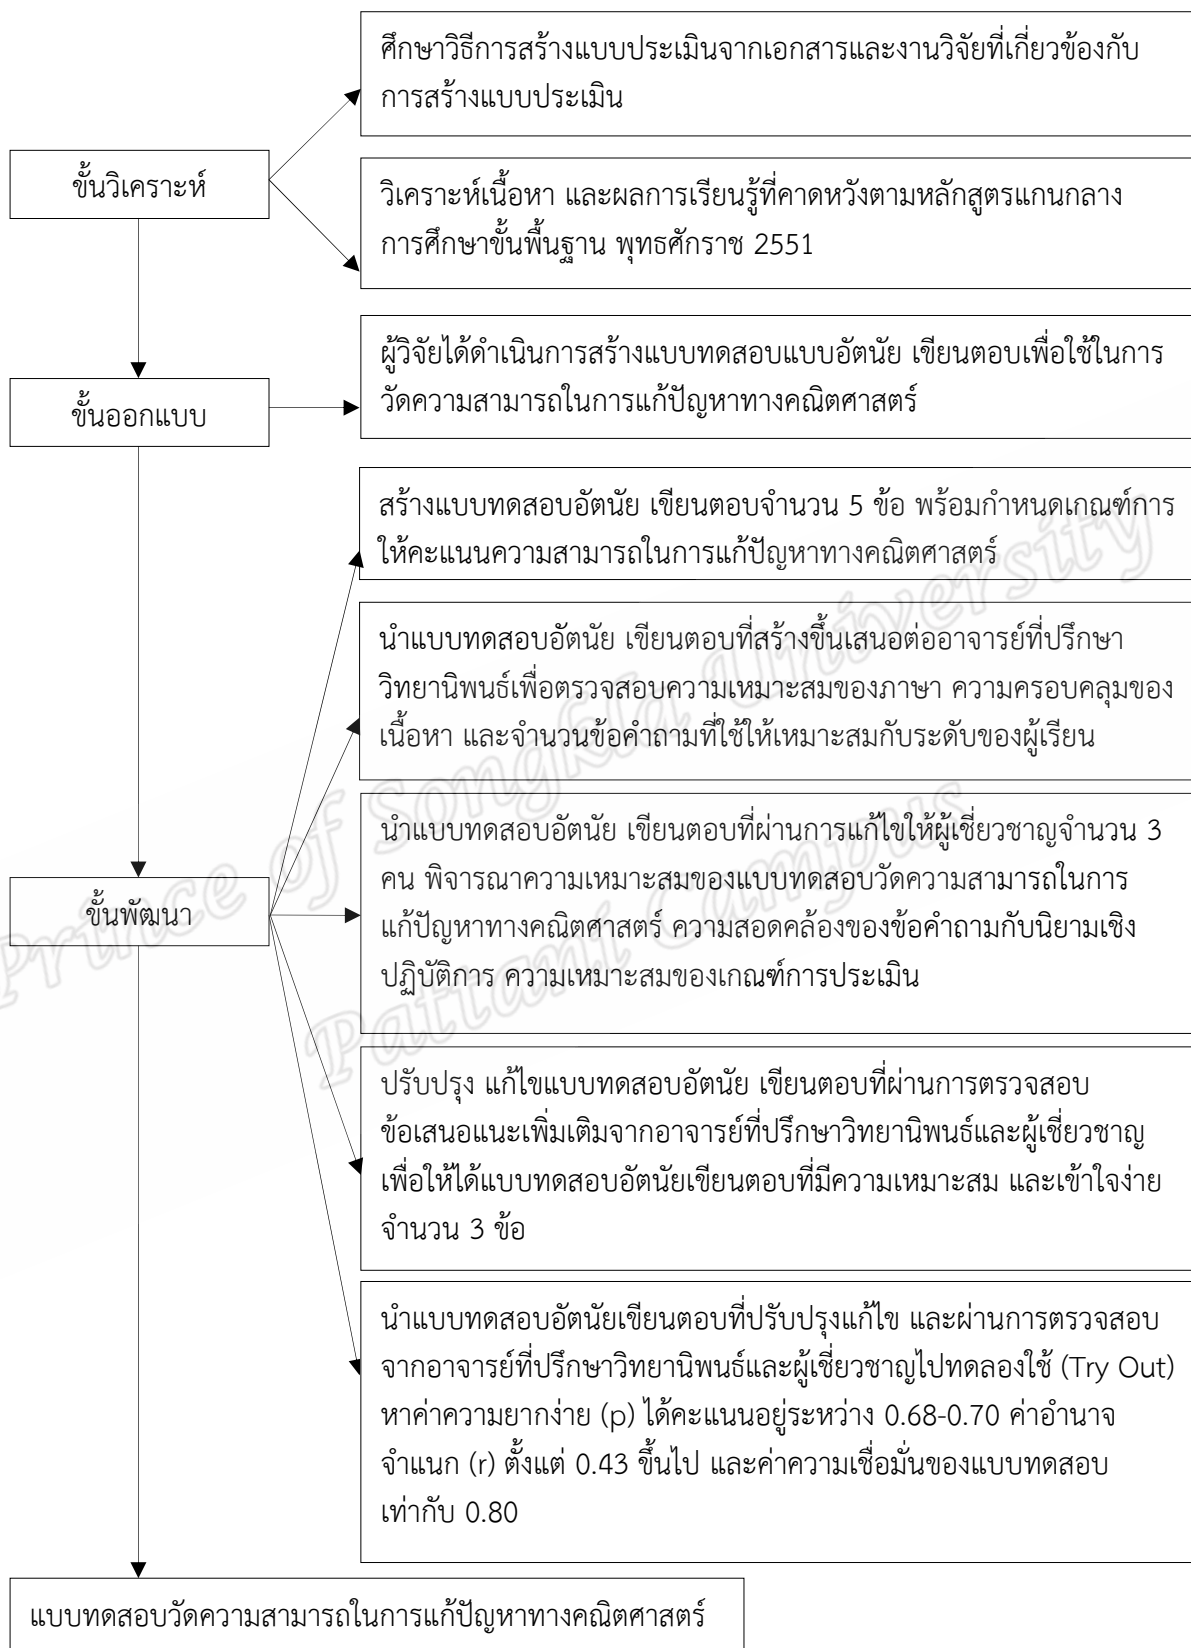 ศึกษาวิธีการสร้างแบบประเมินจากเอกสารและงานวิจัยที่เกี่ยวข้องกับ
การสร้างแบบประเมิน
ขั้นวิเคราะห์
วิเคราะห์เนื้อหา และผลการเรียนรู้ที่คาดหวังตามหลักสูตรแกนกลาง
การศึกษาขั้นพื้นฐาน พุทธศักราช 2551
ผู้วิจัยได้ดำเนินการสร้างแบบทดสอบแบบอัตนัย เขียนตอบเพื่อใช้ในการ
วัดความสามารถในการแก้ปัญหาทางคณิตศาสตร์
ขั้นออกแบบ
สร้างแบบทดสอบอัตนัย เขียนตอบจำนวน 5 ข้อ พร้อมกำหนดเกณฑ์การ
ให้คะแนนความสามารถในการแก้ปัญหาทางคณิตศาสตร์
นำแบบทดสอบอัตนัย เขียนตอบที่สร้างขึ้นเสนอต่ออาจารย์ที่ปรึกษา
วิทยานิพนธ์เพื่อตรวจสอบความเหมาะสมของภาษา ความครอบคลุมของ
เนื้อหา และจำนวนข้อคำถามที่ใช้ให้เหมาะสมกับระดับของผู้เรียน
นำแบบทดสอบอัตนัย เขียนตอบที่ผ่านการแก้ไขให้ผู้เชี่ยวชาญจำนวน 3
คน พิจารณาความเหมาะสมของแบบทดสอบวัดความสามารถในการ
แก้ปัญหาทางคณิตศาสตร์ ความสอดคล้องของข้อคำถามกับนิยามเชิง
ปฏิบัติการ ความเหมาะสมของเกณฑ์การประเมิน
ขั้นพัฒนา
ปรับปรุง แก้ไขแบบทดสอบอัตนัย เขียนตอบที่ผ่านการตรวจสอบ
ข้อเสนอแนะเพิ่มเติมจากอาจารย์ที่ปรึกษาวิทยานิพนธ์และผู้เชี่ยวชาญ
เพื่อให้ได้แบบทดสอบอัตนัยเขียนตอบที่มีความเหมาะสม และเข้าใจง่าย
จำนวน 3 ข้อ
นำแบบทดสอบอัตนัยเขียนตอบที่ปรับปรุงแก้ไข และผ่านการตรวจสอบ
จากอาจารย์ที่ปรึกษาวิทยานิพนธ์และผู้เชี่ยวชาญไปทดลองใช้ (Try Out)
หาค่าความยากง่าย (p) ได้คะแนนอยู่ระหว่าง 0.68-0.70 ค่าอำนาจ
จำแนก (r) ตั้งแต่ 0.43 ขึ้นไป และค่าความเชื่อมั่นของแบบทดสอบ
เท่ากับ 0.80
แบบทดสอบวัดความสามารถในการแก้ปัญหาทางคณิตศาสตร์
Prince of Songkla University
Pattani Campus